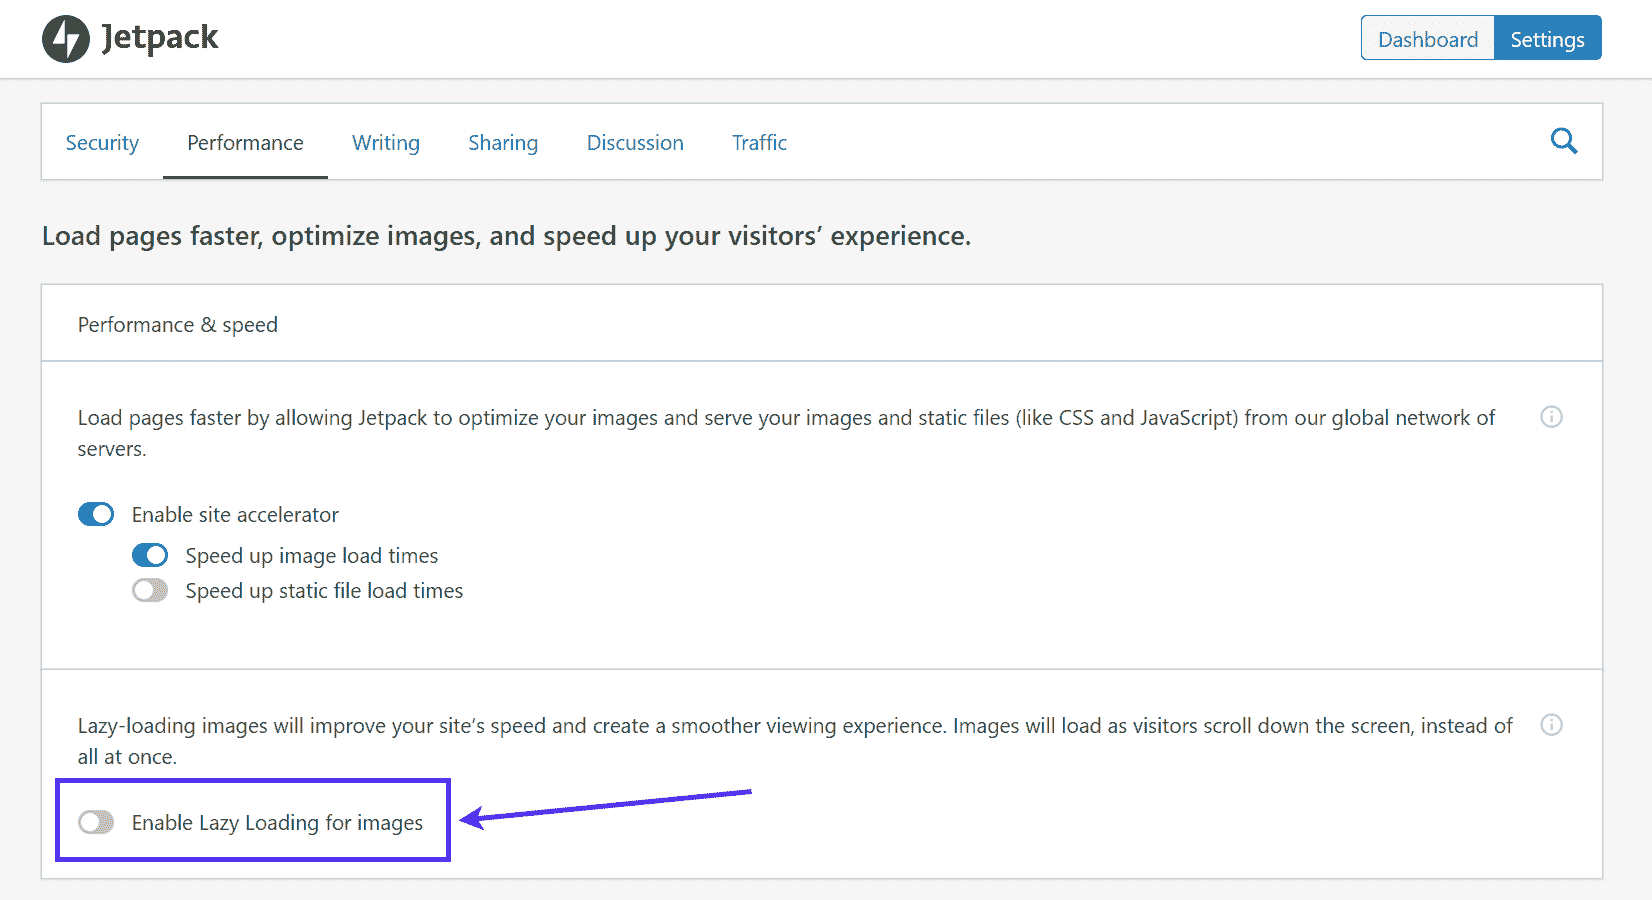 Jetpack
Dashboard
Settings
Security
Performance
Writing
Sharing
Discussion
Traffic
Load pages faster, optimize images, and speed up your visitors’ experience.
Performance & speed
Load pages faster by allowing Jetpack to optimize your images and serve your images and static files (like CSS and JavaScript) from our global network of
servers.
Enable site accelerator
Speed up image load times
Speed up static file load times
Lazy-loading images will improve your site‘s speed and create a smoother viewing experience. Images will load as visitors scroll down the screen, instead of
all at once.
Enable Lazy Loading for images